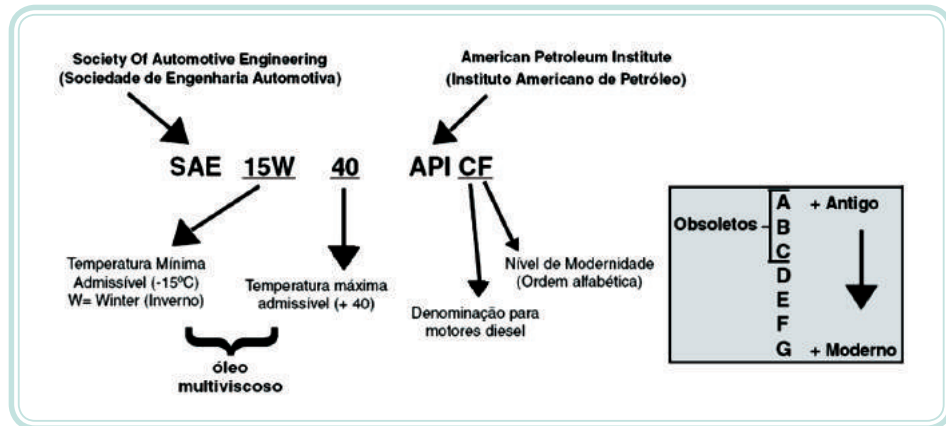 Society Of Automotive Engineering
(Sociedade de Engenharia Automotiva)
American Petroleum Institute
(Instituto Americano de Petróleo)
SAE 15W 40 API CF
Temperatura Mínima
Admissível (-15ºC)
W= Winter (Inverno)
Temperatura máxima
admissível (+ 40)
óleo
multiviscoso
Nível de Modernidade
(Ordem alfabética)
Denominação para
motores diesel
Obsoletos
A + Antigo
B
C
D
E
F
G + Moderno